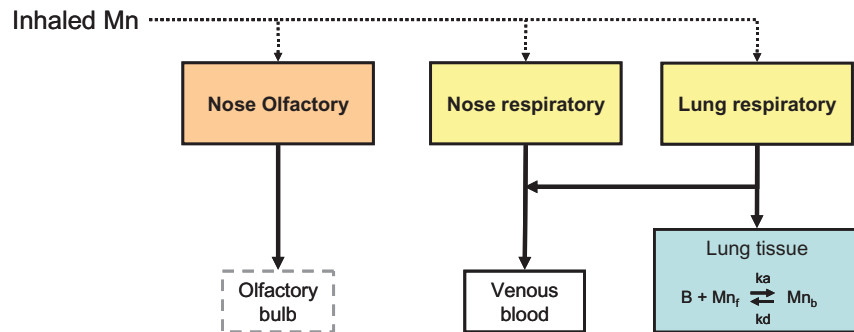 Inhaled Mn
Nose Olfactory
Nose respiratory
Lung respiratory
Lung tissue
ka
B + Mnf ⇌ Mnb
kd
Olfactory
bulb
Venous
blood